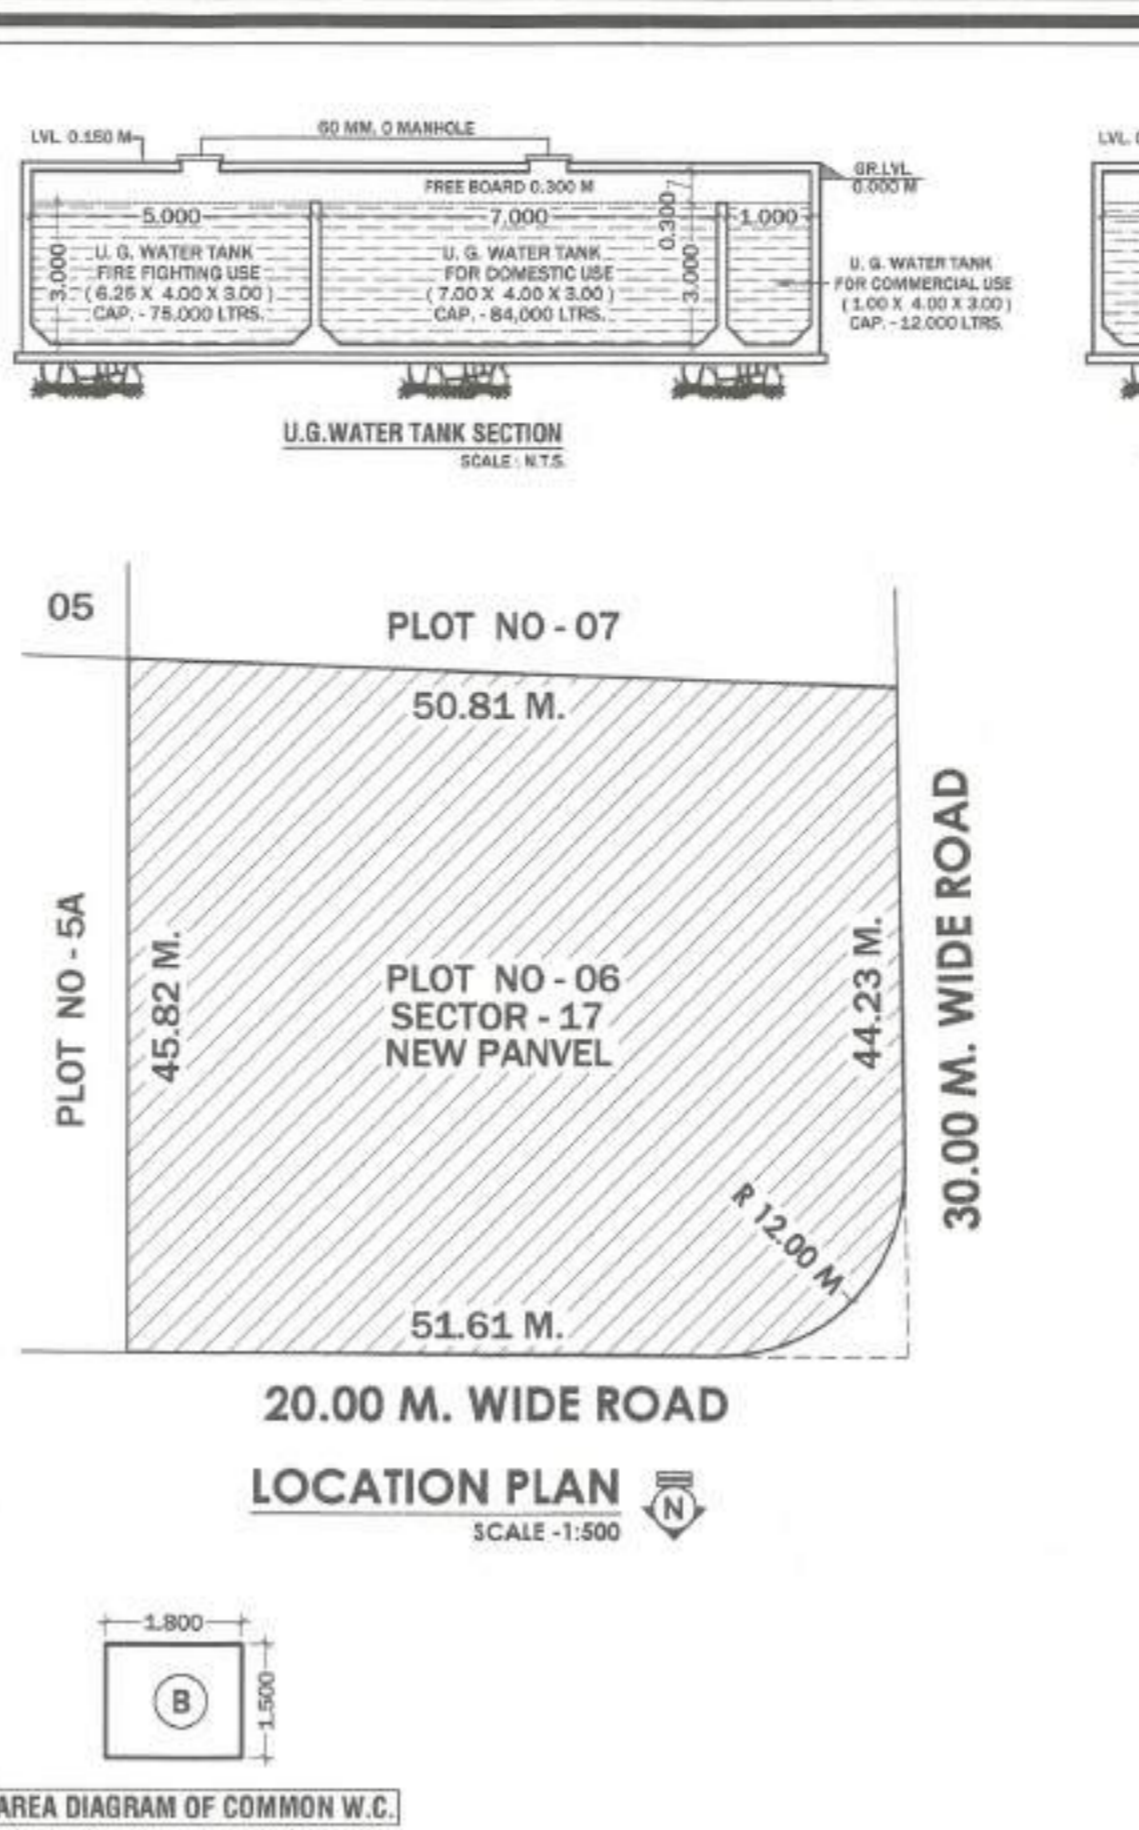 LVL. 0.150 M
60 MM. O MANHOLE
LVL.
GR.LVL.
0.000 M
FREE BOARD 0.300 M
5.000
7.000
0.300
1.000
3.000
U. G. WATER TANK
FIRE FIGHTING USE
( 6.25 X 4.00 X 3.00 )
CAP. - 75.000 LTRS.
U. G. WATER TANK
FOR DOMESTIC USE
( 7.00 X 4.00 X 3.00 )
CAP. - 84,000 LTRS.
3.000
U. G. WATER TANK
FOR COMMERCIAL USE
( 1.00 X 4.00 X 3.00 )
CAP. - 12.000 LTRS.
U.G.WATER TANK SECTION
SCALE : N.T.S.
05
PLOT NO - 07
50.81 M.
PLOT NO - 5A
45.82 M.
PLOT NO - 06
SECTOR - 17
NEW PANVEL
44.23 M.
30.00 M. WIDE ROAD
R 12.00 M
51.61 M.
20.00 M. WIDE ROAD
LOCATION PLAN
N
SCALE -1:500
1.800
B
1.500
AREA DIAGRAM OF COMMON W.C.